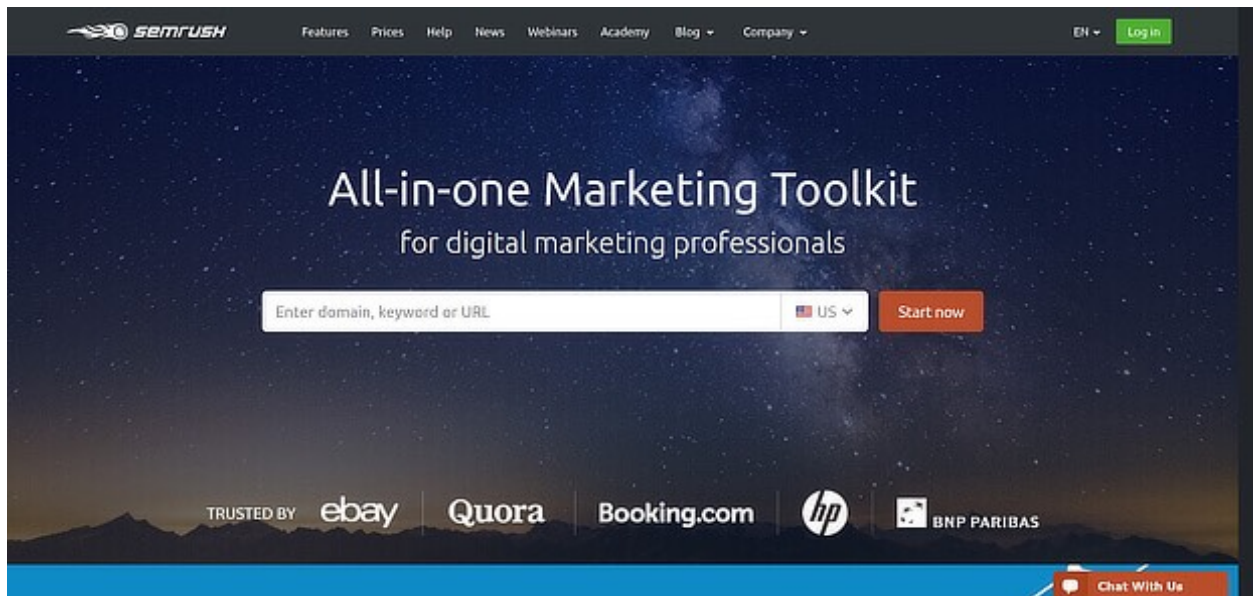 semrush Features Prices Help News Webinars Academy Blog Company EN Log in
All-in-one Marketing Toolkit
for digital marketing professionals
Enter domain, keyword or URL US Start now
TRUSTED BY ebay Quora Booking.com hp BNP PARIBAS
Chat With Us